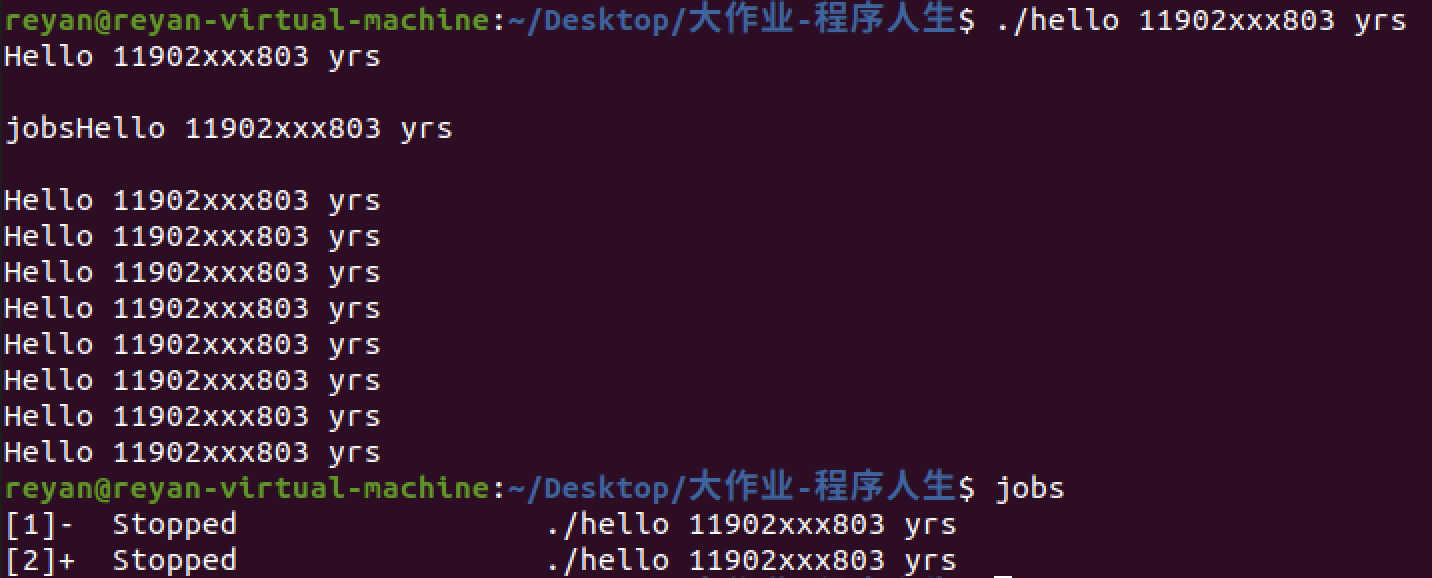 reyan@reyan-virtual-machine:~/Desktop/大作业-程序人生$ ./hello 11902xxx803 yrs
Hello 11902xxx803 yrs
jobsHello 11902xxx803 yrs
Hello 11902xxx803 yrs
Hello 11902xxx803 yrs
Hello 11902xxx803 yrs
Hello 11902xxx803 yrs
Hello 11902xxx803 yrs
Hello 11902xxx803 yrs
Hello 11902xxx803 yrs
Hello 11902xxx803 yrs
reyan@reyan-virtual-machine:~/Desktop/大作业-程序人生$ jobs
[1]-  Stopped                 ./hello 11902xxx803 yrs
[2]+  Stopped                 ./hello 11902xxx803 yrs